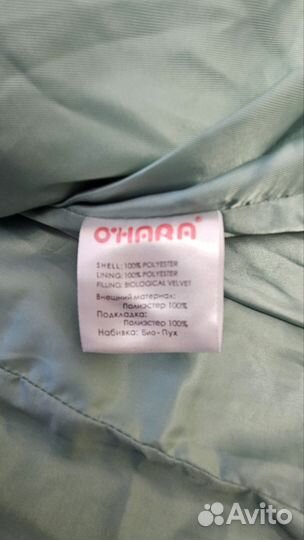 O'HARA®
SHELL: 100% POLYESTER
LINING: 100% POLYESTER
FILLING: BIOLOGICAL VELVET
Внешний материал:
Полиэстер 100%
Подкладка:
Полиэстер 100%
Набивка: Био-Пух
Avito